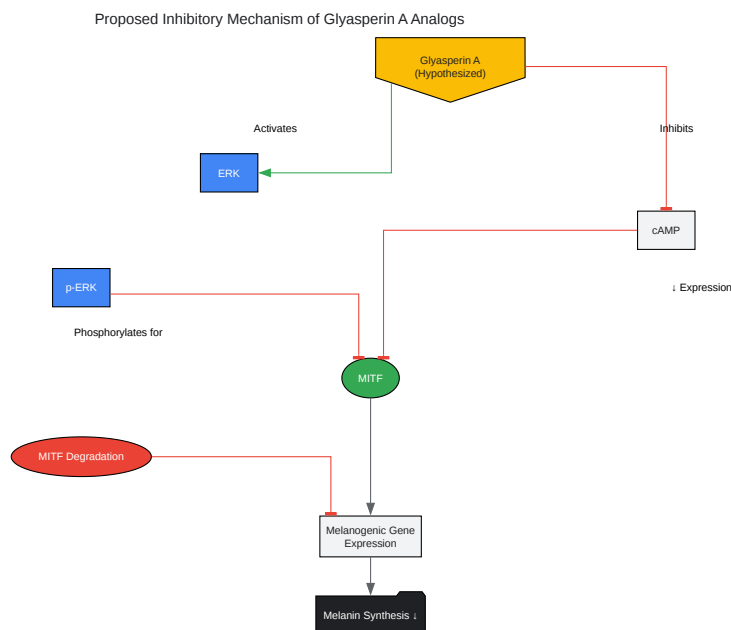 Proposed Inhibitory Mechanism of Glyasperin A Analogs
Glyasperin A
(Hypothesized)
Activates
Inhibits
ERK
cAMP
p-ERK
↓ Expression
Phosphorylates for
MITF
MITF Degradation
Melanogenic Gene
Expression
Melanin Synthesis ↓